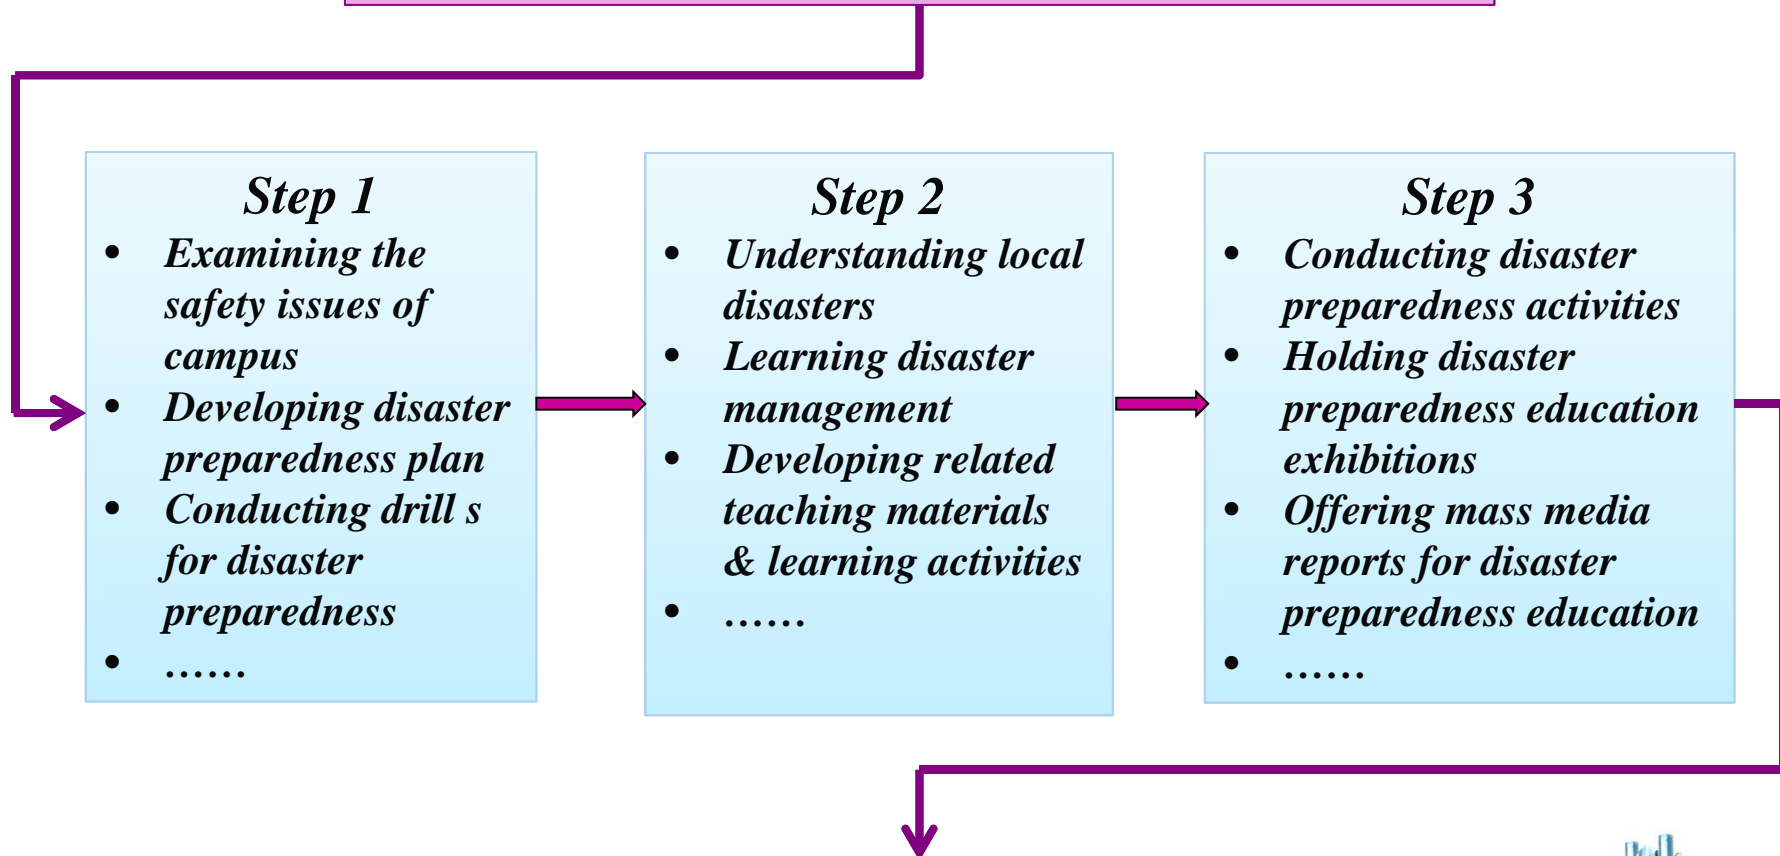 Step 1
• Examining the
safety issues of
campus
• Developing disaster
preparedness plan
• Conducting drill s
for disaster
preparedness
• ......
Step 2
• Understanding local
disasters
• Learning disaster
management
• Developing related
teaching materials
& learning activities
• ......
Step 3
• Conducting disaster
preparedness activities
• Holding disaster
preparedness education
exhibitions
• Offering mass media
reports for disaster
preparedness education
• ......